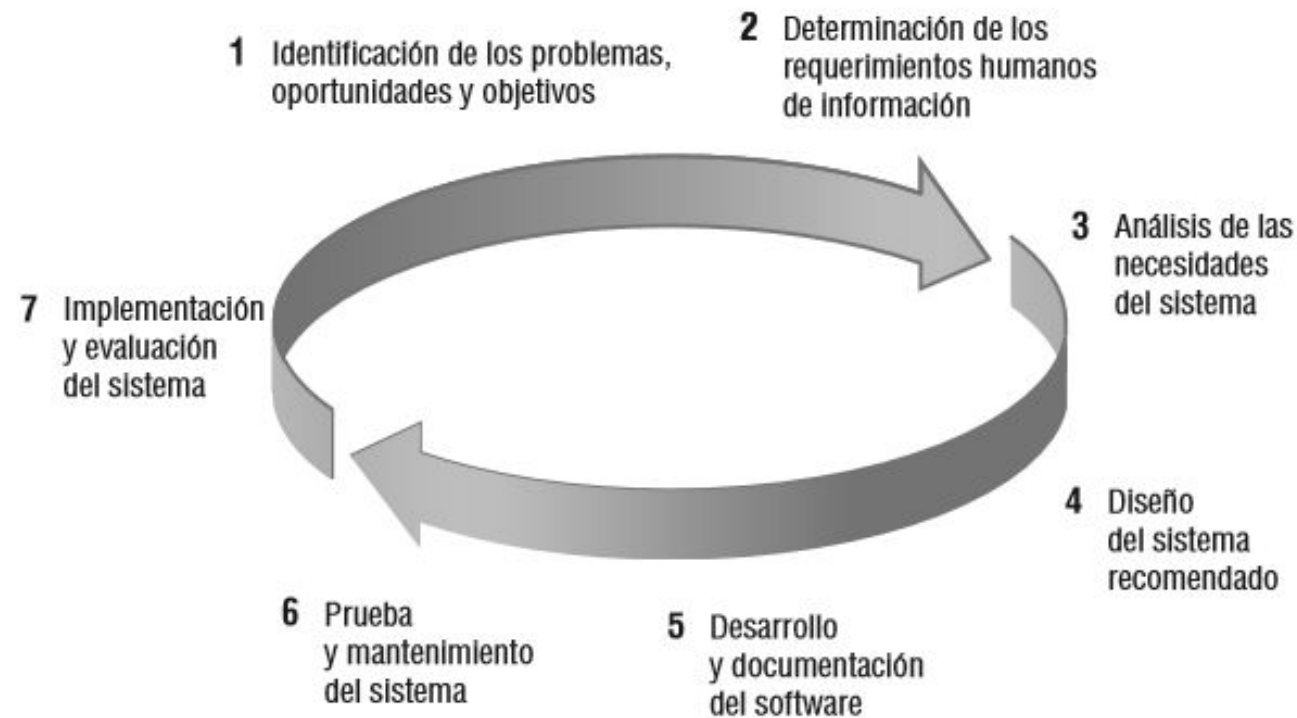 1 Identificación de los problemas,
oportunidades y objetivos
2 Determinación de los
requerimientos humanos
de información
3 Análisis de las
necesidades
del sistema
4 Diseño
del sistema
recomendado
5 Desarrollo
y documentación
del software
6 Prueba
y mantenimiento
del sistema
7 Implementación
y evaluación
del sistema